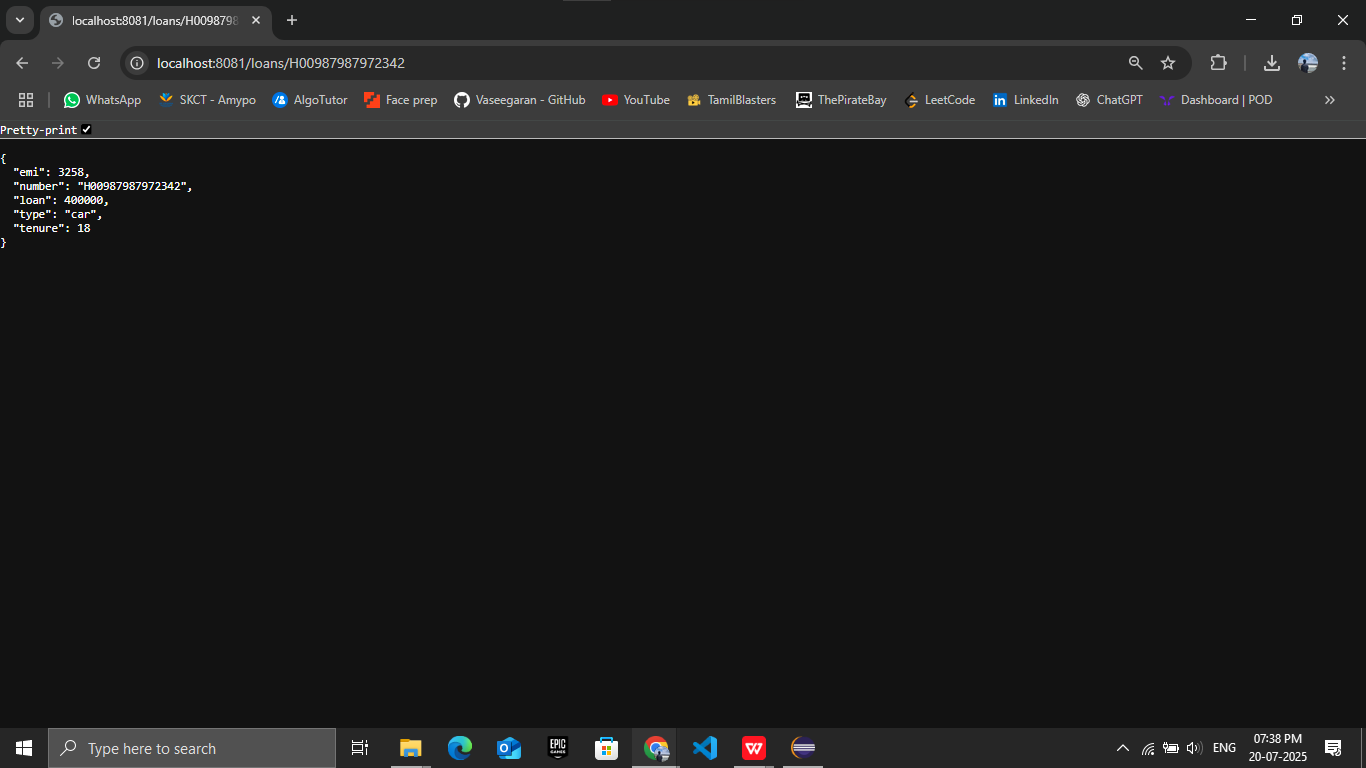 localhost:8081/loans/H0098798
localhost:8081/loans/H00987987972342
WhatsApp SKCT - Amypo AlgoTutor Face prep Vaseegaran - GitHub YouTube TamilBlasters ThePirateBay LeetCode LinkedIn ChatGPT Dashboard | POD
Pretty-print
{
"emi": 3258,
"number": "H00987987972342",
"loan": 400000,
"type": "car",
"tenure": 18
}
Type here to search
EPIC GAMES
ENG
07:38 PM
20-07-2025